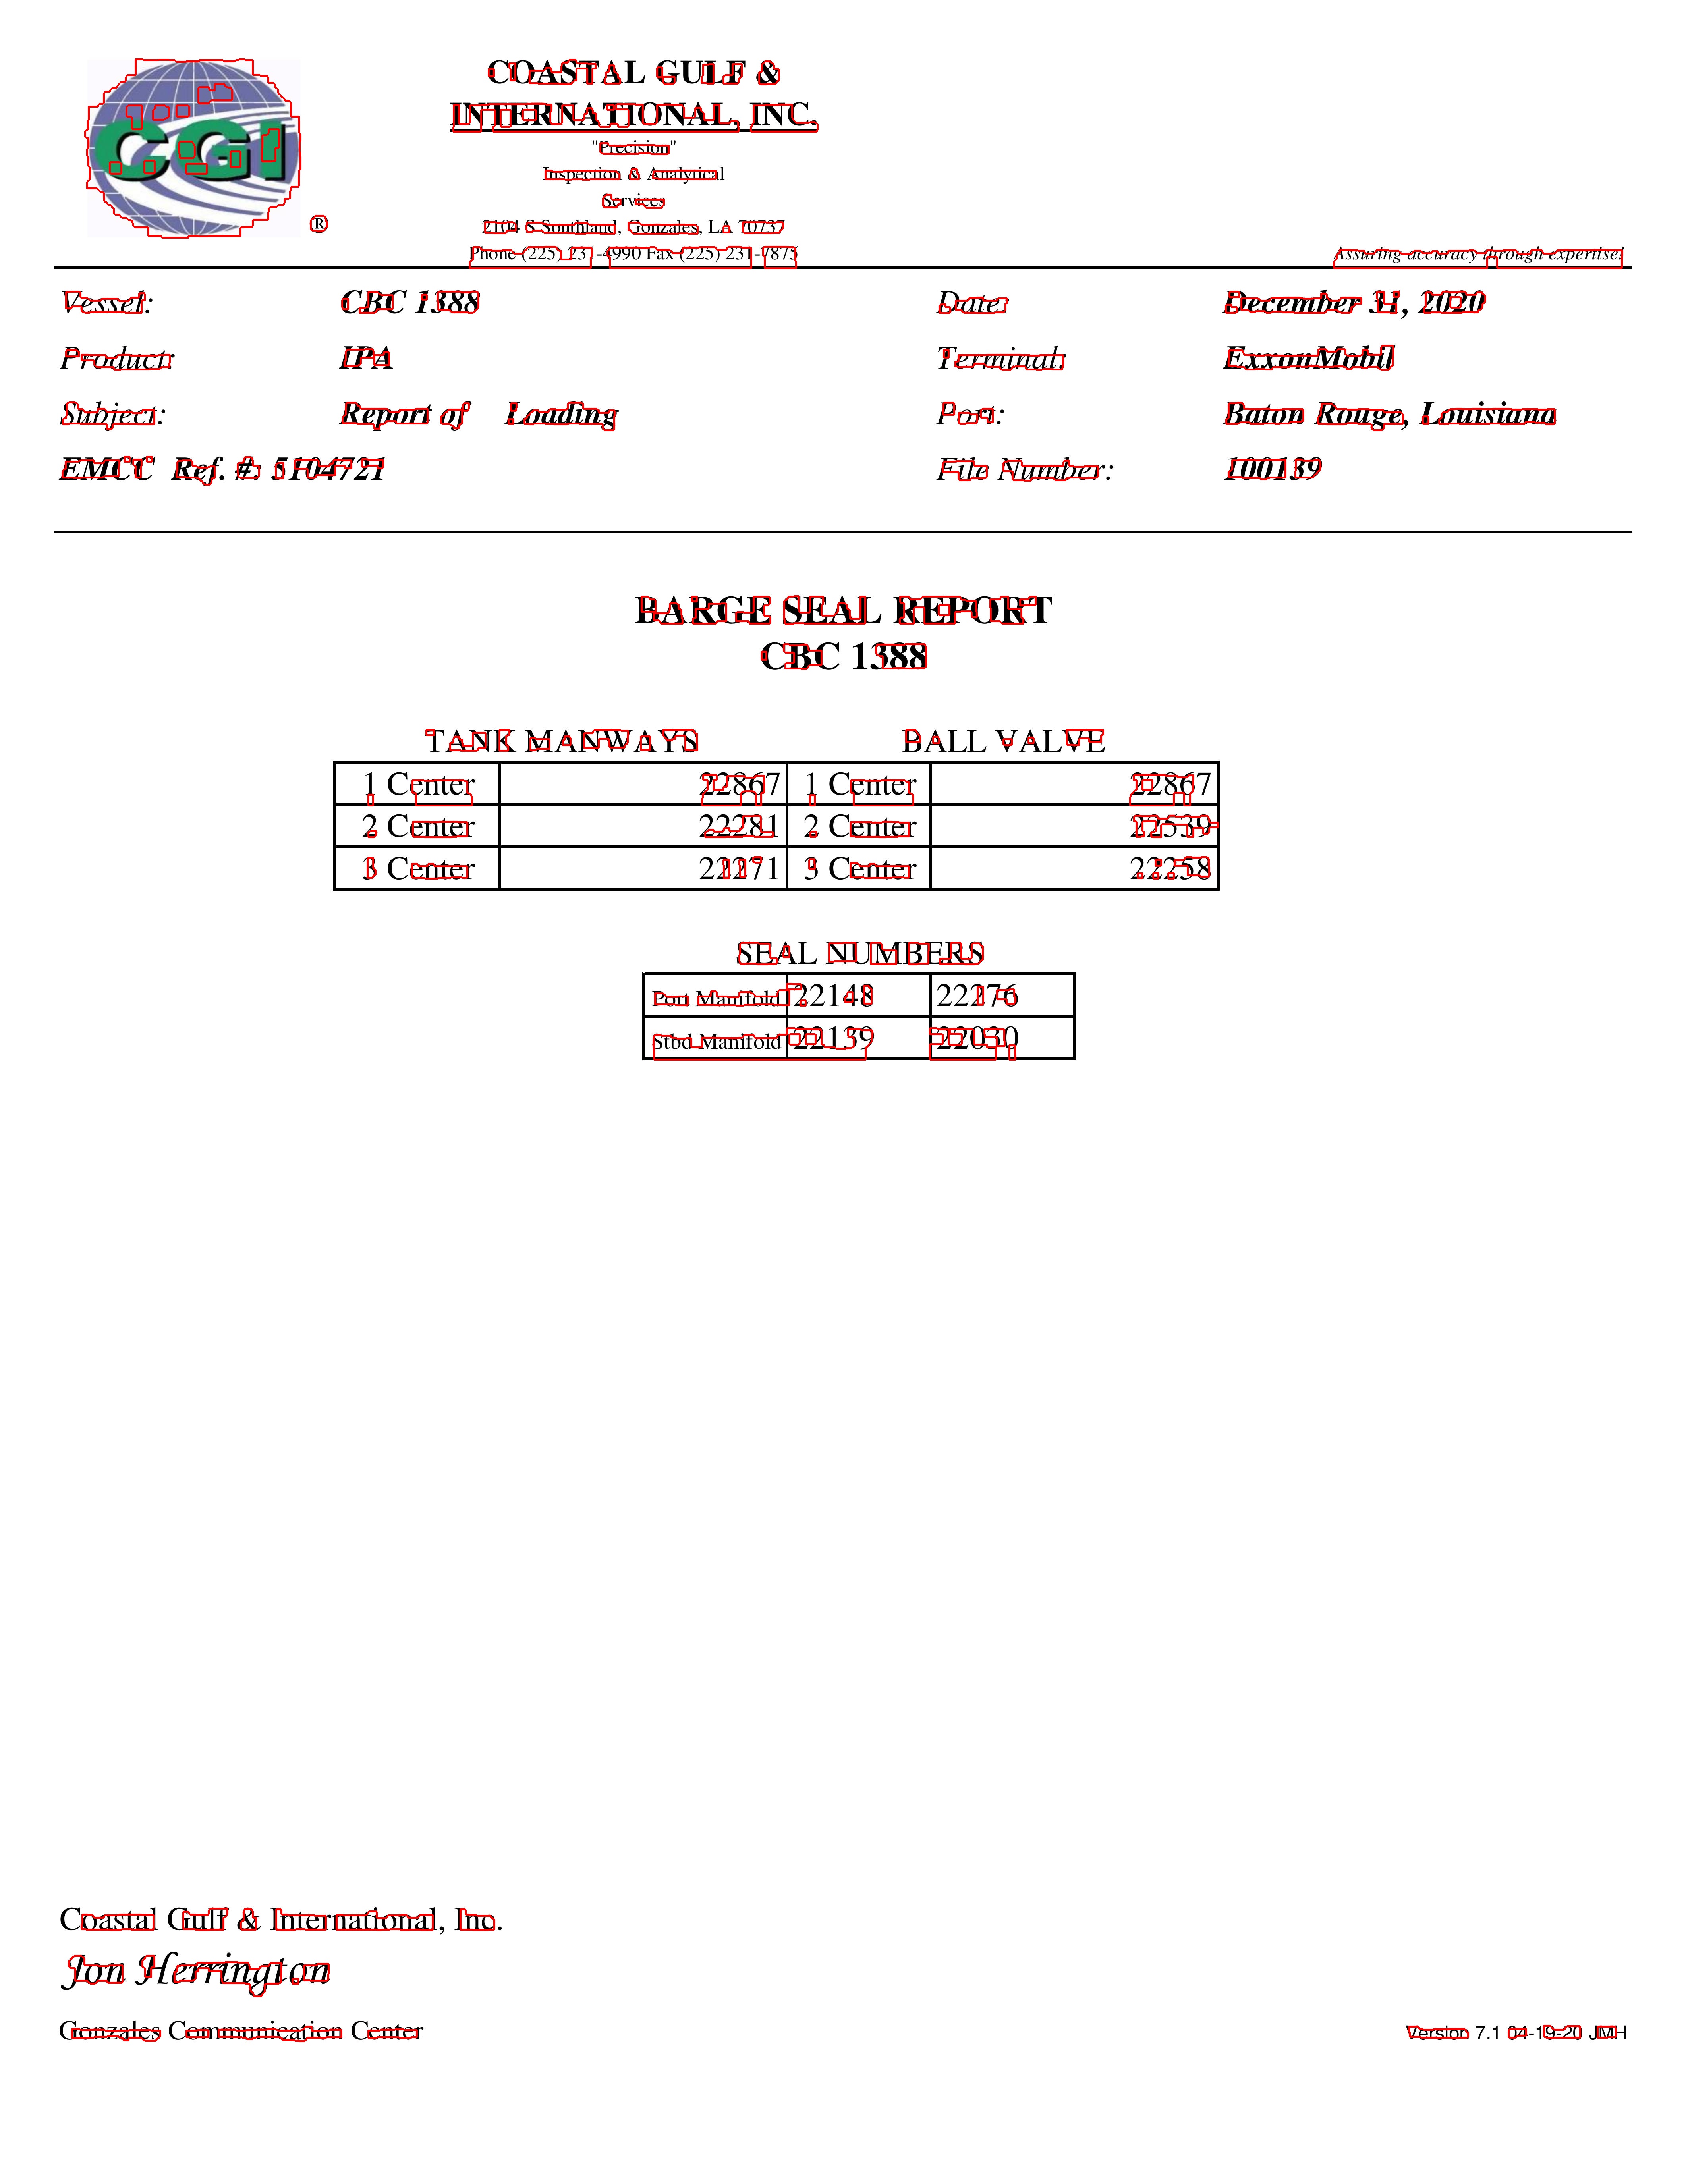 CGI
®
COASTAL GULF &
INTERNATIONAL, INC.
"Precision"
Inspection & Analytical
Services
2104 S Southland, Gonzales, LA 70737
Phone (225) 231-4990 Fax (225) 231-7875
Assuring accuracy through expertise!
Vessel: CBC 1388 Date: December 31, 2020
Product: IPA Terminal: ExxonMobil
Subject: Report of Loading Port: Baton Rouge, Louisiana
EMCC Ref. #: 5104721 File Number: 100139
BARGE SEAL REPORT
CBC 1388
TANK MANWAYS BALL VALVE
1 Center 22867 1 Center 22867
2 Center 22281 2 Center 22539
3 Center 22271 3 Center 22258
SEAL NUMBERS
Port Manifold 22148 22276
Stbd Manifold 22139 22030
Coastal Gulf & International, Inc.
Jon Herrington
Gonzales Communication Center
Version 7.1 04-19-20 JMH